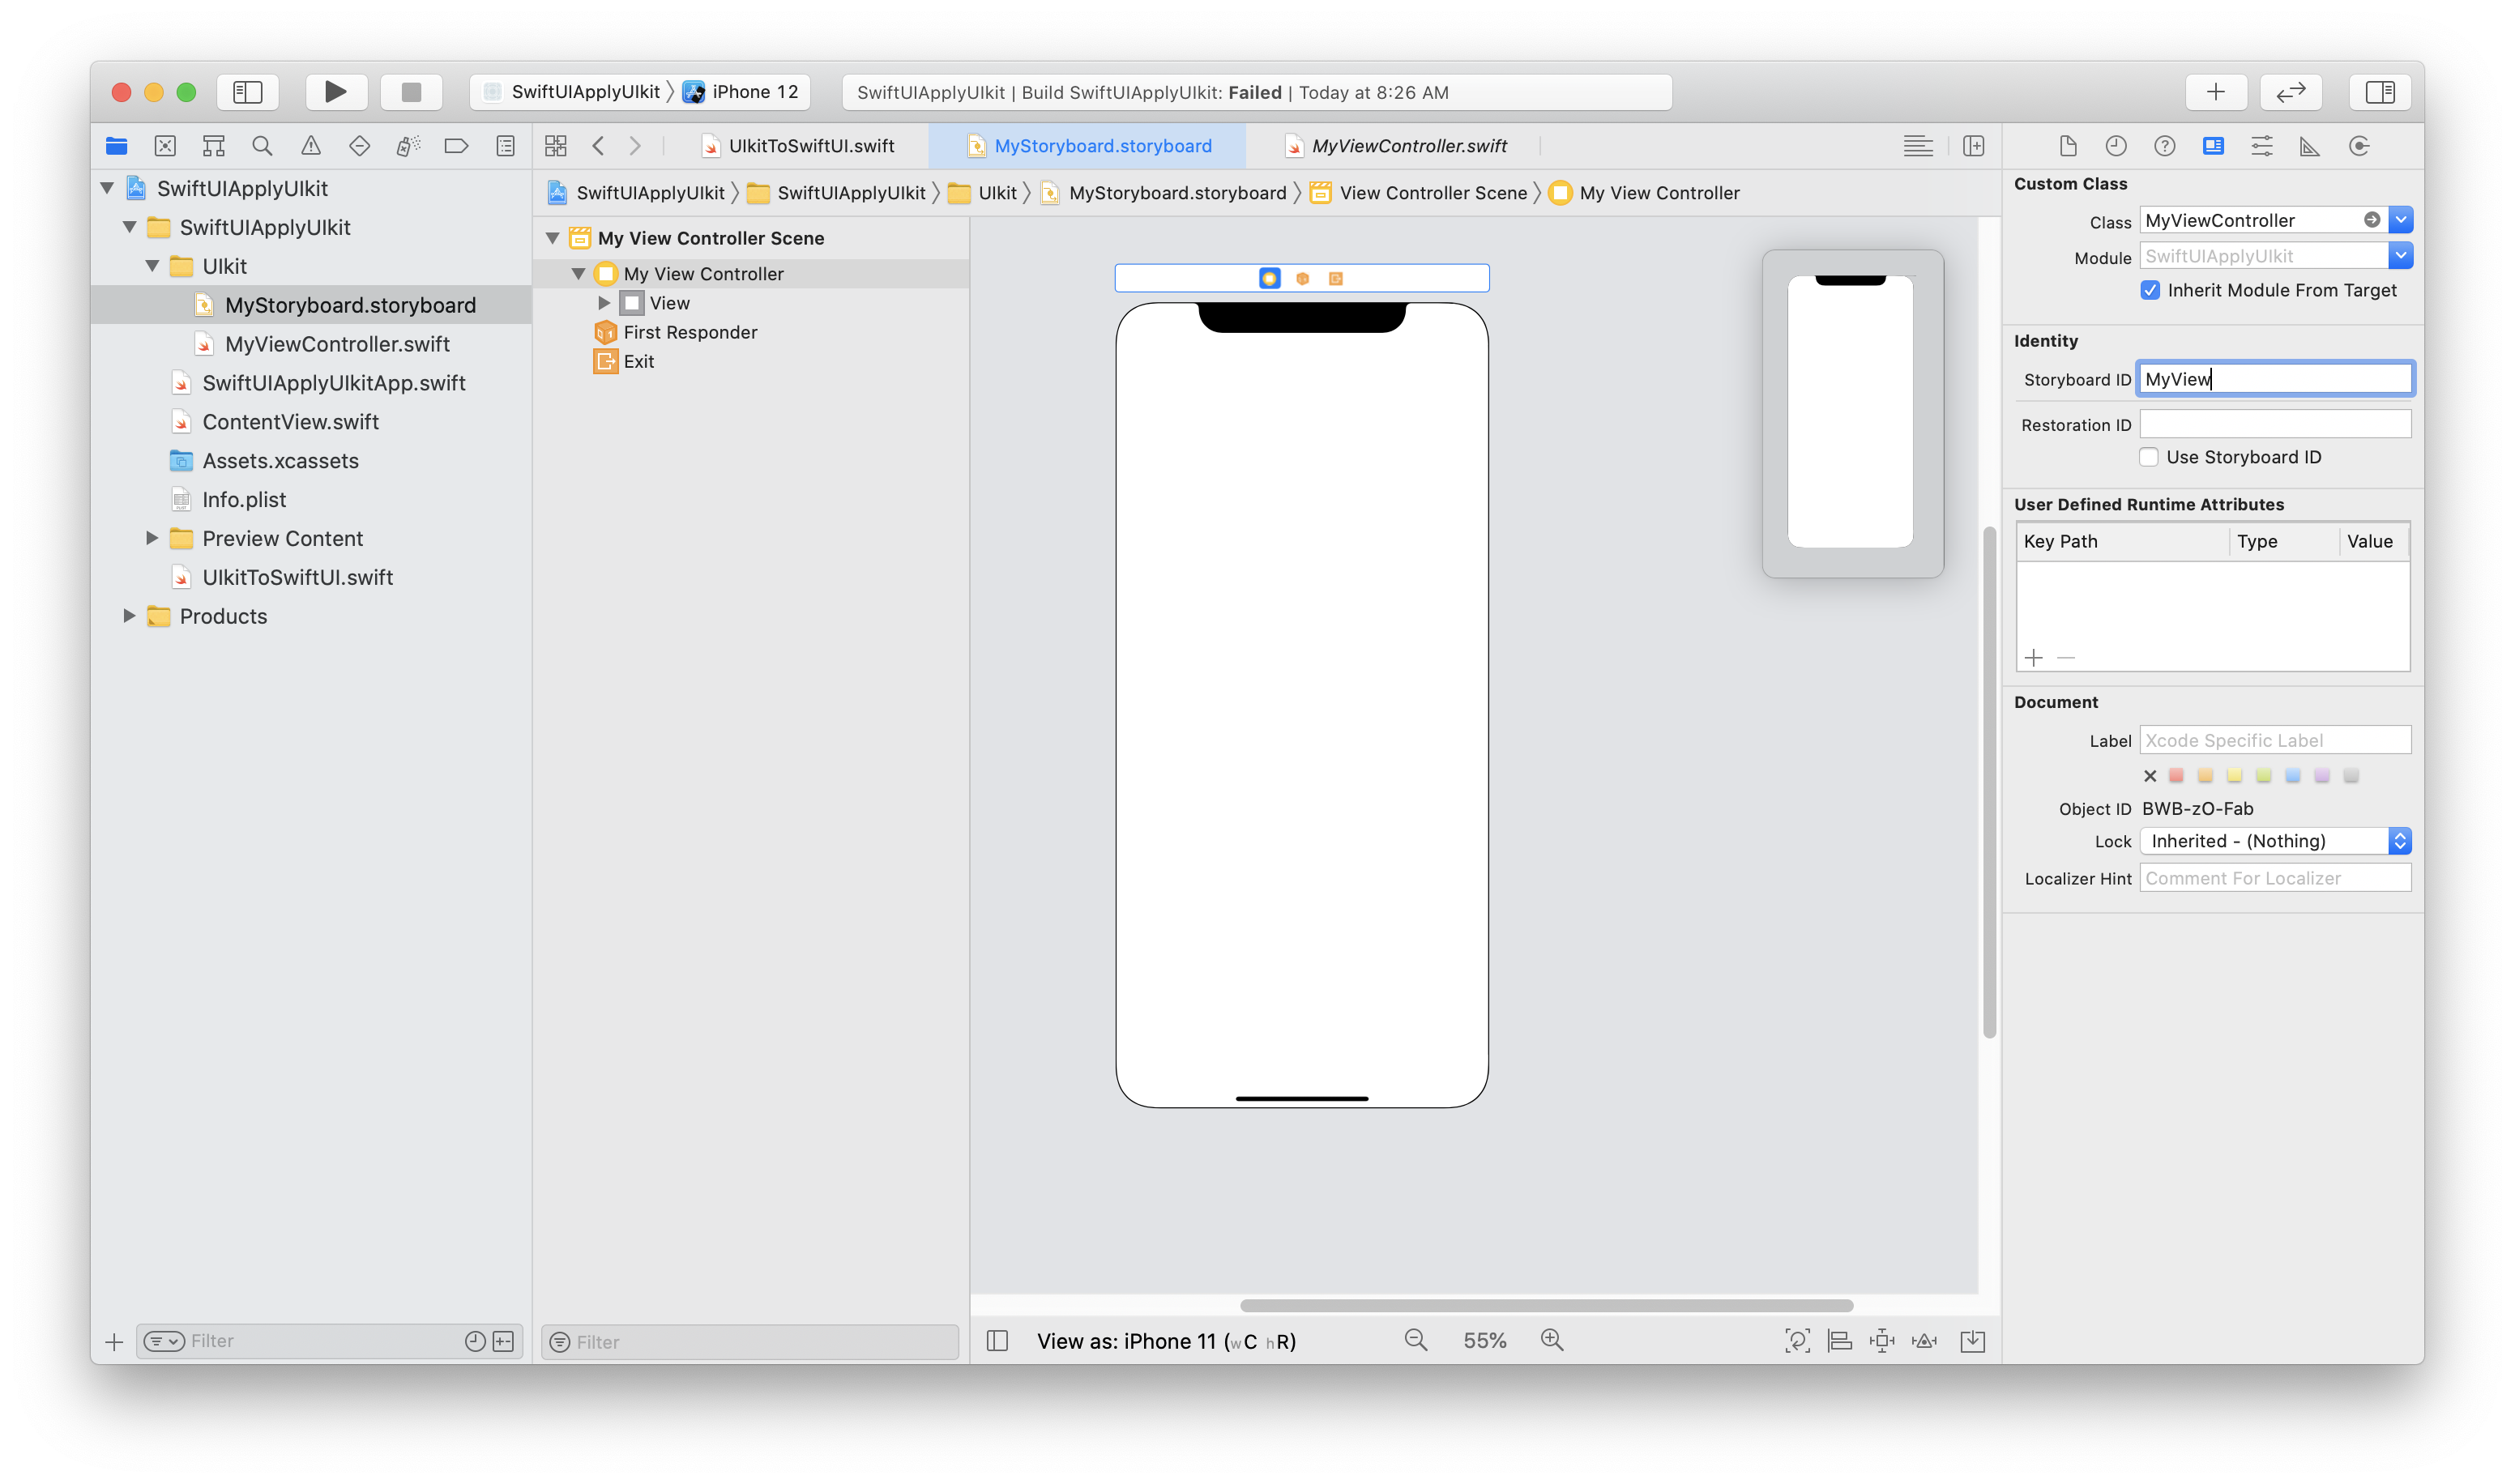 SwiftUIApplyUIkit
iPhone 12
SwiftUIApplyUIkit | Build SwiftUIApplyUIkit: Failed | Today at 8:26 AM
UIkitToSwiftUI.swift
MyStoryboard.storyboard
MyViewController.swift
SwiftUIApplyUIkit
SwiftUIApplyUIkit
UIkit
MyStoryboard.storyboard
MyViewController.swift
SwiftUIApplyUIkitApp.swift
ContentView.swift
Assets.xcassets
Info.plist
Preview Content
UIkitToSwiftUI.swift
Products
Filter
SwiftUIApplyUIkit
SwiftUIApplyUIkit
UIkit
MyStoryboard.storyboard
View Controller Scene
My View Controller
My View Controller Scene
My View Controller
View
First Responder
Exit
Filter
View as: iPhone 11 (wC hR)
55%
Custom Class
Class MyViewController
Module SwiftUIApplyUIkit
Inherit Module From Target
Identity
Storyboard ID MyView
Restoration ID
Use Storyboard ID
User Defined Runtime Attributes
Key Path Type Value
Document
Label Xcode Specific Label
Object ID BWB-zO-Fab
Lock Inherited - (Nothing)
Localizer Hint Comment For Localizer